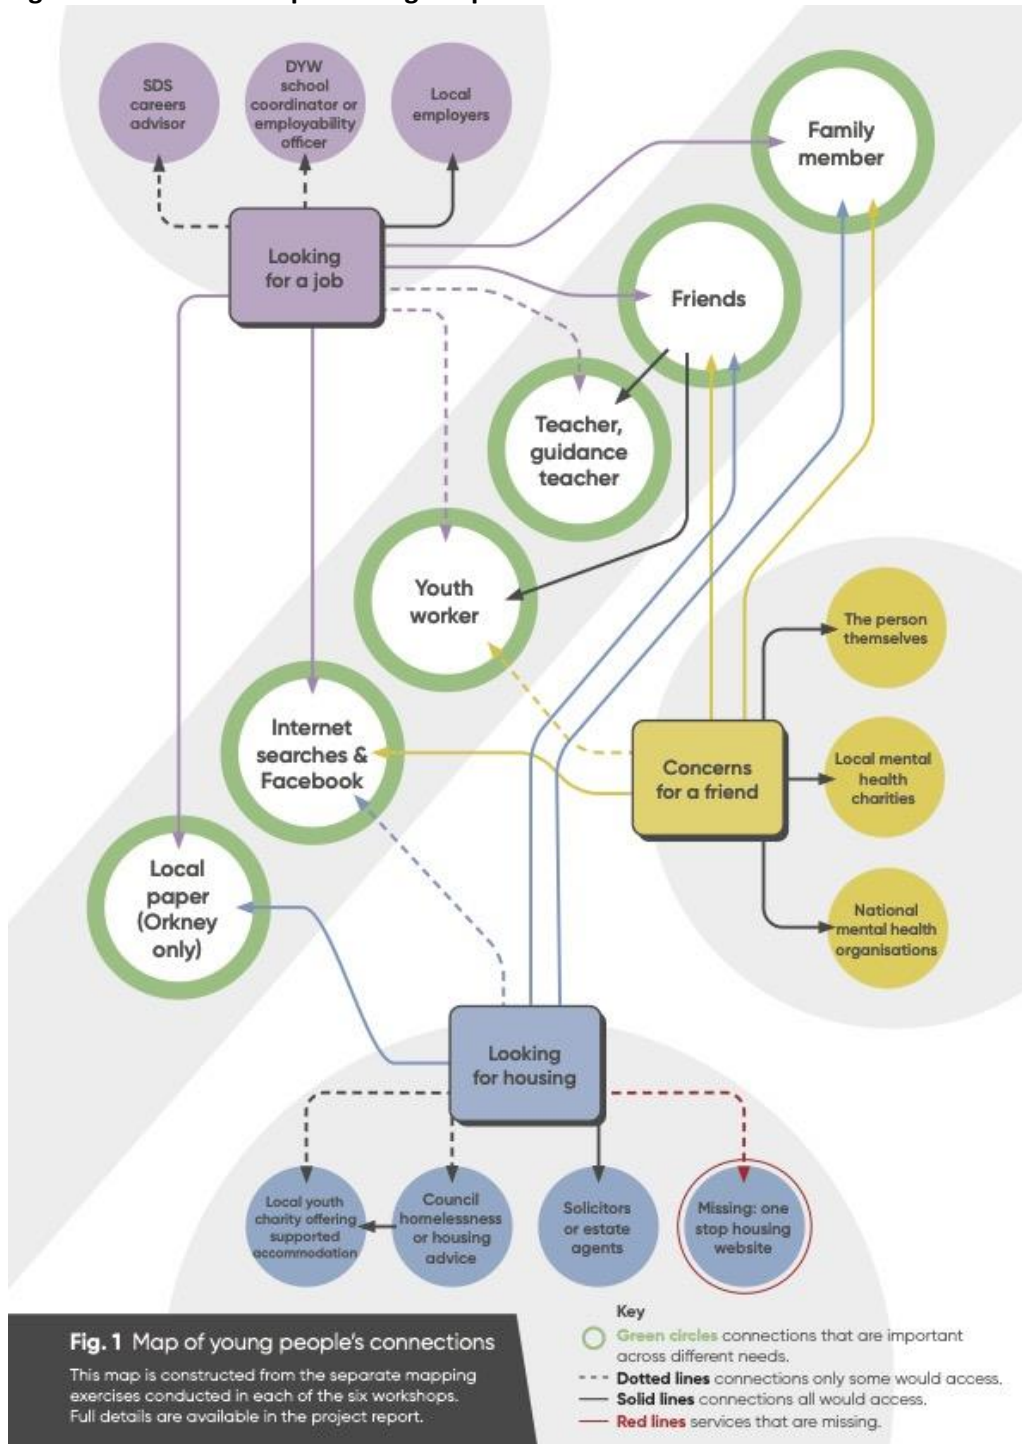 SDS
careers
advisor
DYW
school
coordinator or
employability
officer
Local
employers
Family
member
Looking
for a job
Friends
Teacher,
guidance
teacher
Youth
worker
The person
themselves
Internet
searches &
Facebook
Concerns
for a friend
Local mental
health
charities
Local
paper
(Orkney
only)
National
mental health
organisations
Looking
for housing
Local youth
charity offering
supported
accommodation
Council
homelessness
or housing
advice
Solicitors
or estate
agents
Missing: one
stop housing
website
Fig. 1 Map of young people's connections
This map is constructed from the separate mapping
exercises conducted in each of the six workshops.
Full details are available in the project report.
Key
Green circles connections that are important
across different needs.
Dotted lines connections only some would access.
Solid lines connections all would access.
Red lines services that are missing.